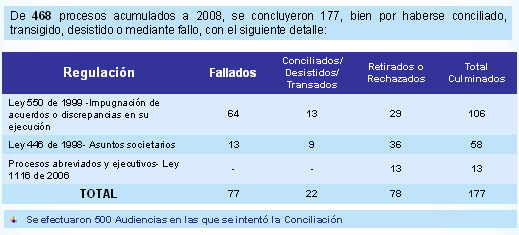 De 468 procesos acumulados a 2008, se concluyeron 177, bien por haberse conciliado,
transigido, desistido o mediante fallo, con el siguiente detalle:
Regulación Fallados Conciliados/ Desistidos/ Transados Retirados o Rechazados Total Culminados
Ley 550 de 1999 -Impugnación de
acuerdos o discrepancias en su
ejecución
64 13 29 106
Ley 446 de 1998- Asuntos societarios 13 9 36 58
Procesos abreviados y ejecutivos- Ley
1116 de 2006
- - 13 13
TOTAL 77 22 78 177
Se efectuaron 500 Audiencias en las que se intentó la Conciliación